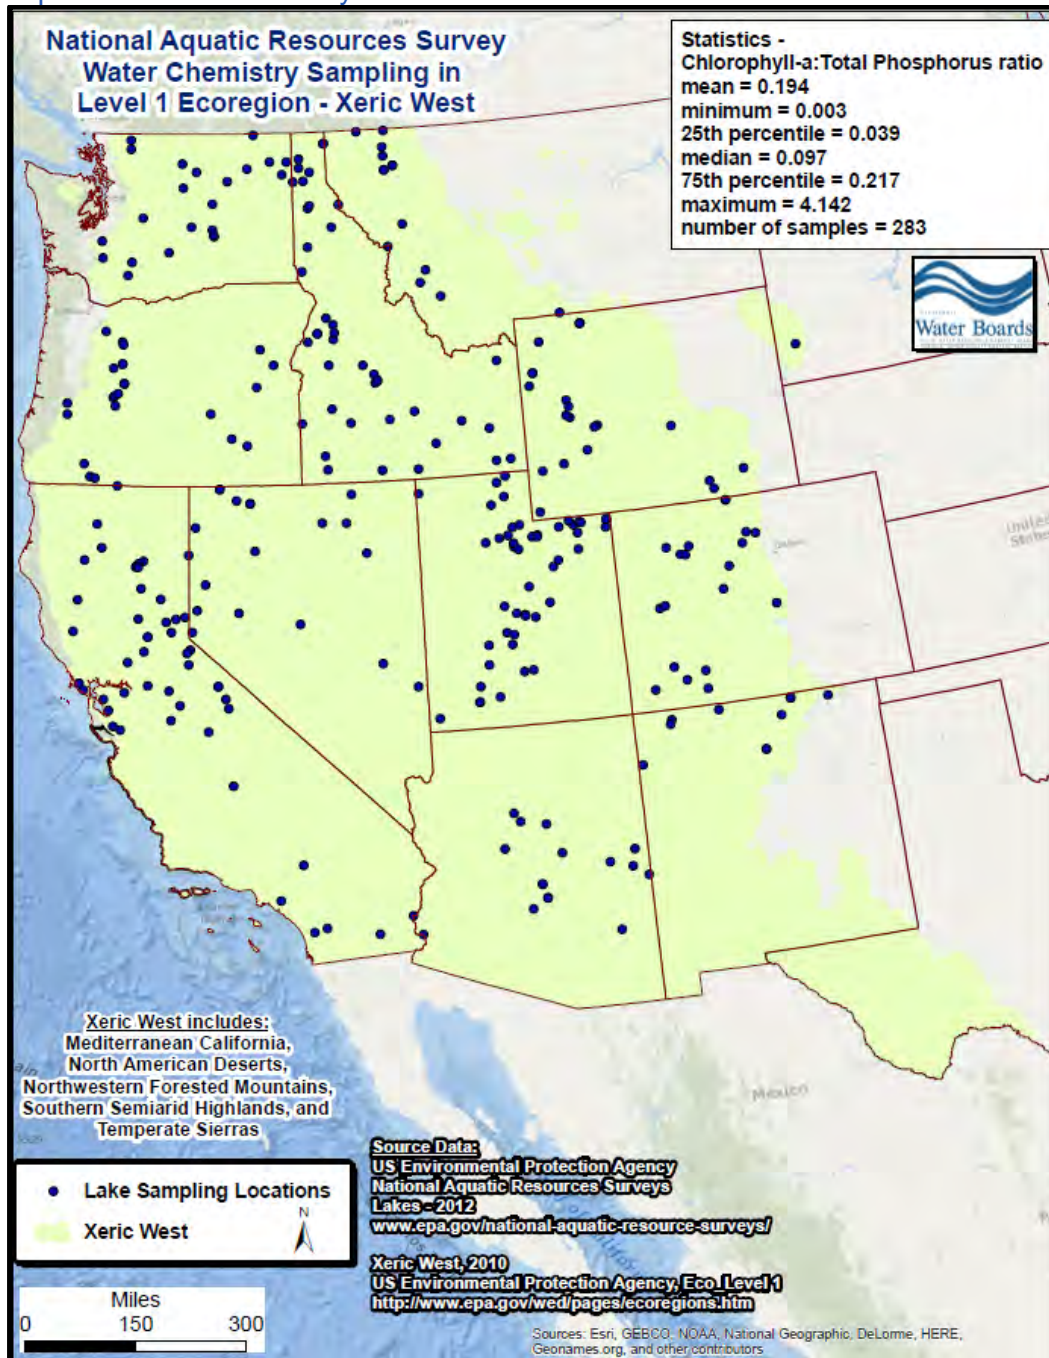 National Aquatic Resources Survey
Water Chemistry Sampling in
Level 1 Ecoregion - Xeric West
Statistics -
Chlorophyll-a:Total Phosphorus ratio
mean = 0.194
minimum = 0.003
25th percentile = 0.039
median = 0.097
75th percentile = 0.217
maximum = 4.142
number of samples = 283
Water Boards
United
States
Xeric West includes:
Mediterranean California,
North American Deserts,
Northwestern Forested Mountains,
Southern Semiarid Highlands, and
Temperate Sierras
Mexico
Source Data:
US Environmental Protection Agency
National Aquatic Resources Surveys
Lakes - 2012
www.epa.gov/national-aquatic-resource-surveys/
Xeric West, 2010
US Environmental Protection Agency, Eco_Level 1
http://www.epa.gov/wed/pages/ecoregions.htm
Lake Sampling Locations
Xeric West
N
Miles
0 150 300
Sources: Esri, GEBCO, NOAA, National Geographic, DeLorme, HERE,
Geonames.org, and other contributors